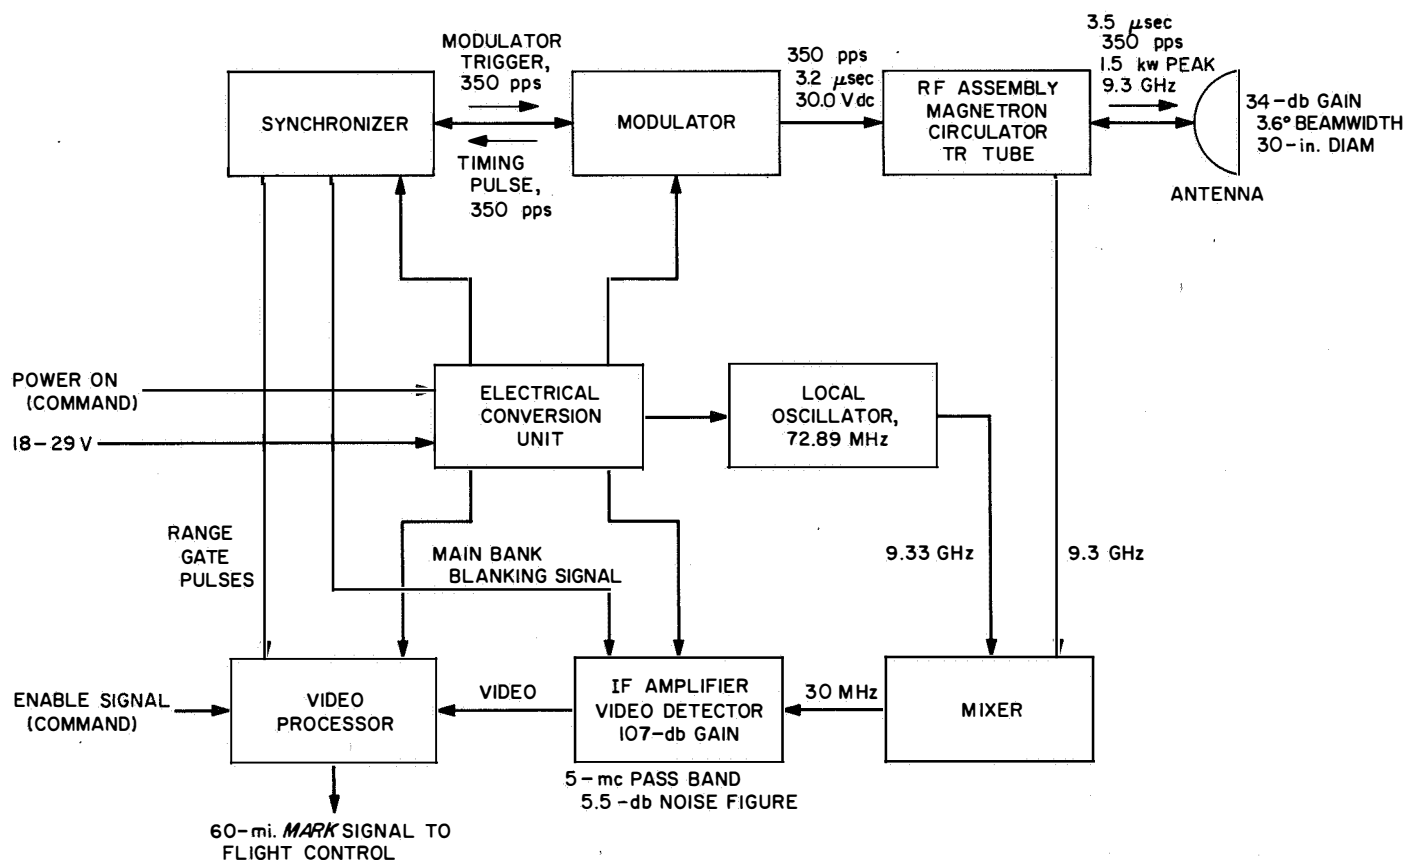 MODULATOR
TRIGGER,
350 pps
SYNCHRONIZER
TIMING
PULSE,
350 pps
MODULATOR
350 pps
3.2 μsec
30.0 Vdc
RF ASSEMBLY
MAGNETRON
CIRCULATOR
TR TUBE
3.5 μsec
350 pps
1.5 kw PEAK
9.3 GHz
34-db GAIN
3.6° BEAMWIDTH
30-in. DIAM
ANTENNA
POWER ON
(COMMAND)
18-29 V
ELECTRICAL
CONVERSION
UNIT
LOCAL
OSCILLATOR,
72.89 MHz
RANGE
GATE
PULSES
MAIN BANK
BLANKING SIGNAL
9.33 GHz
9.3 GHz
ENABLE SIGNAL
(COMMAND)
VIDEO
PROCESSOR
VIDEO
IF AMPLIFIER
VIDEO DETECTOR
107-db GAIN
30 MHz
MIXER
5-mc PASS BAND
5.5-db NOISE FIGURE
60-mi. MARK SIGNAL TO
FLIGHT CONTROL